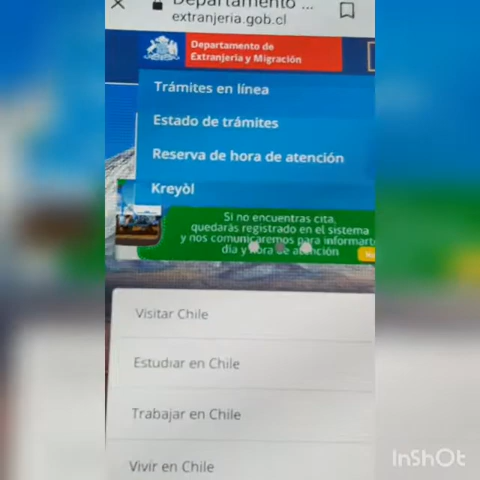 Departamento ...
extranjeria.gob.cl
Departamento de
Extranjería y Migración
Trámites en línea
Estado de trámites
Reserva de hora de atención
Kreyòl
Si no encuentras cita,
quedarás registrado en el sistema
y nos comunicaremos para informarte
día y hora de atención
Visitar Chile
Estudiar en Chile
Trabajar en Chile
Vivir en Chile
InShOt